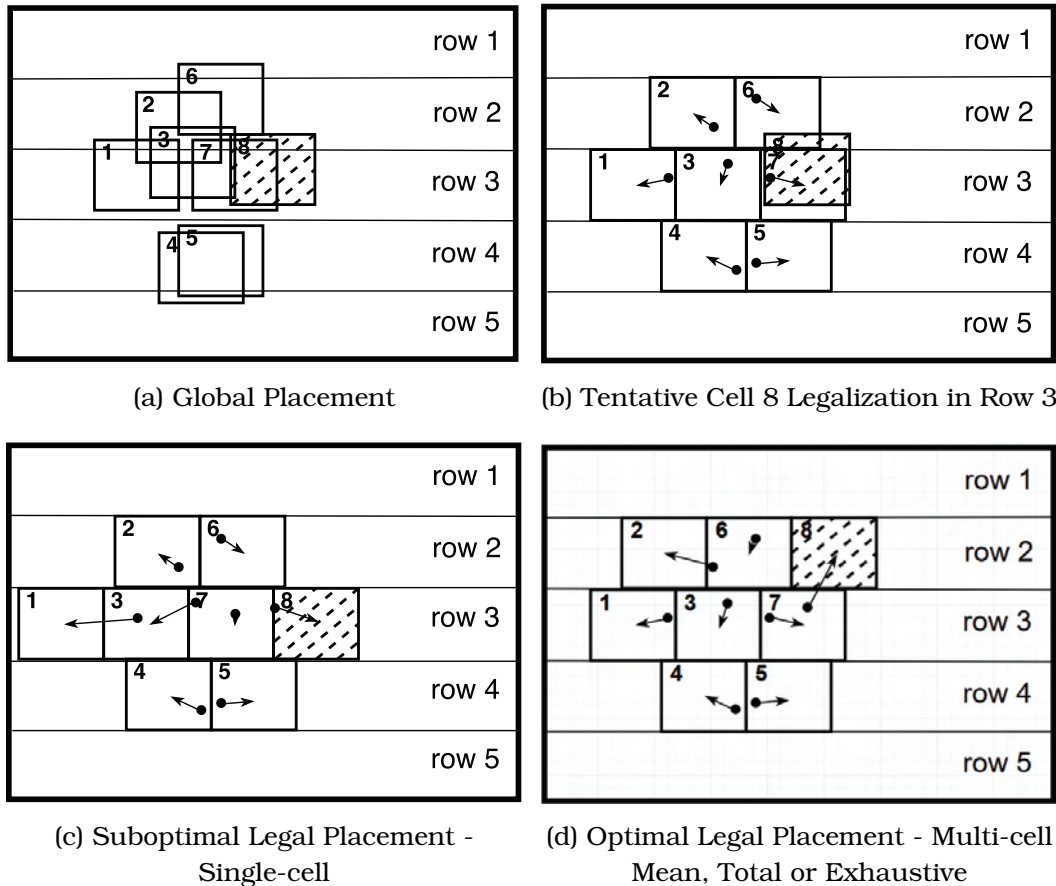 row 1
6
2
row 2
3
1
7
8
row 3
4
5
row 4
row 5
(a) Global Placement
row 1
2
6
row 2
8
1
3
7
row 3
4
5
row 4
row 5
(b) Tentative Cell 8 Legalization in Row 3
row 1
2
6
row 2
1
3
7
8
row 3
4
5
row 4
row 5
(c) Suboptimal Legal Placement -
Single-cell
row 1
2
6
8
row 2
1
3
7
row 3
4
5
row 4
row 5
(d) Optimal Legal Placement - Multi-cell
Mean, Total or Exhaustive